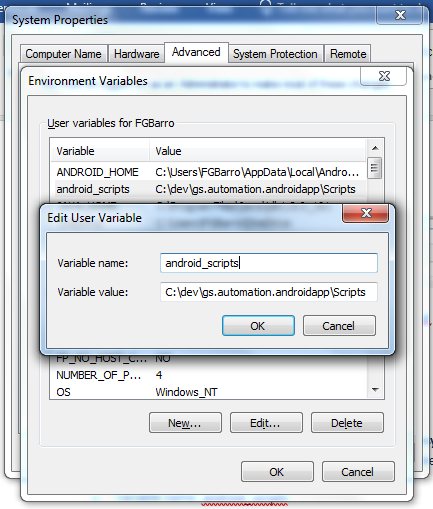 System Properties
Computer Name Hardware Advanced System Protection Remote
Environment Variables
User variables for FGBarro
Variable Value
ANDROID_HOME C:\Users\FGBarro\AppData\Local\Andro...
android_scripts C:\dev\gs.automation.androidapp\Scripts
Edit User Variable
Variable name: android_scripts
Variable value: C:\dev\gs.automation.androidapp\Scripts
OK Cancel
FP_NO_HOST_C... NO
NUMBER_OF_P... 4
OS Windows_NT
New... Edit... Delete
OK Cancel